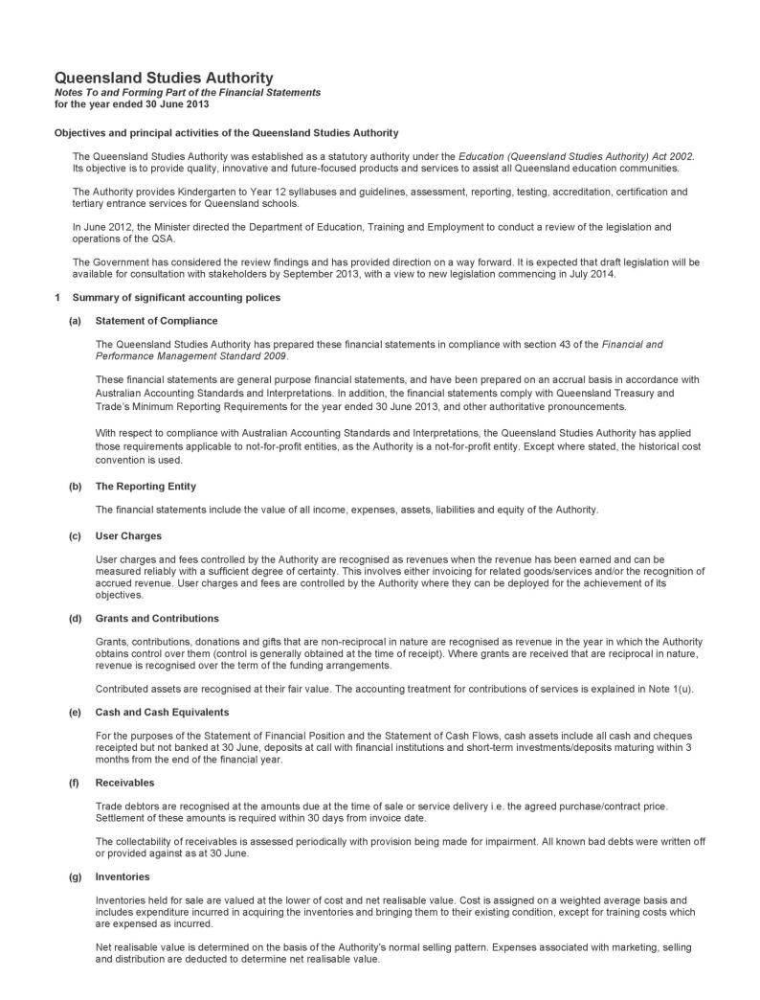 Queensland Studies Authority
Notes To and Forming Part of the Financial Statements
for the year ended 30 June 2013
Objectives and principal activities of the Queensland Studies Authority
The Queensland Studies Authority was established as a statutory authority under the Education (Queensland Studies Authority) Act 2002.
Its objective is to provide quality, innovative and future-focused products and services to assist all Queensland education communities.
The Authority provides Kindergarten to Year 12 syllabuses and guidelines, assessment, reporting, testing, accreditation, certification and
tertiary entrance services for Queensland schools.
In June 2012, the Minister directed the Department of Education, Training and Employment to conduct a review of the legislation and
operations of the QSA.
The Government has considered the review findings and has provided direction on a way forward. It is expected that draft legislation will be
available for consultation with stakeholders by September 2013, with a view to new legislation commencing in July 2014.
1 Summary of significant accounting polices
(a) Statement of Compliance
The Queensland Studies Authority has prepared these financial statements in compliance with section 43 of the Financial and
Performance Management Standard 2009.
These financial statements are general purpose financial statements, and have been prepared on an accrual basis in accordance with
Australian Accounting Standards and Interpretations. In addition, the financial statements comply with Queensland Treasury and
Trade's Minimum Reporting Requirements for the year ended 30 June 2013, and other authoritative pronouncements.
With respect to compliance with Australian Accounting Standards and Interpretations, the Queensland Studies Authority has applied
those requirements applicable to not-for-profit entities, as the Authority is a not-for-profit entity. Except where stated, the historical cost
convention is used.
(b) The Reporting Entity
The financial statements include the value of all income, expenses, assets, liabilities and equity of the Authority.
(c) User Charges
User charges and fees controlled by the Authority are recognised as revenues when the revenue has been earned and can be
measured reliably with a sufficient degree of certainty. This involves either invoicing for related goods/services and/or the recognition of
accrued revenue. User charges and fees are controlled by the Authority where they can be deployed for the achievement of its
objectives.
(d) Grants and Contributions
Grants, contributions, donations and gifts that are non-reciprocal in nature are recognised as revenue in the year in which the Authority
obtains control over them (control is generally obtained at the time of receipt). Where grants are received that are reciprocal in nature,
revenue is recognised over the term of the funding arrangements.
Contributed assets are recognised at their fair value. The accounting treatment for contributions of services is explained in Note 1(u).
(e) Cash and Cash Equivalents
For the purposes of the Statement of Financial Position and the Statement of Cash Flows, cash assets include all cash and cheques
receipted but not banked at 30 June, deposits at call with financial institutions and short-term investments/deposits maturing within 3
months from the end of the financial year.
(f) Receivables
Trade debtors are recognised at the amounts due at the time of sale or service delivery i.e. the agreed purchase/contract price.
Settlement of these amounts is required within 30 days from invoice date.
The collectability of receivables is assessed periodically with provision being made for impairment. All known bad debts were written off
or provided against as at 30 June.
(g) Inventories
Inventories held for sale are valued at the lower of cost and net realisable value. Cost is assigned on a weighted average basis and
includes expenditure incurred in acquiring the inventories and bringing them to their existing condition, except for training costs which
are expensed as incurred.
Net realisable value is determined on the basis of the Authority's normal selling pattern. Expenses associated with marketing, selling
and distribution are deducted to determine net realisable value.